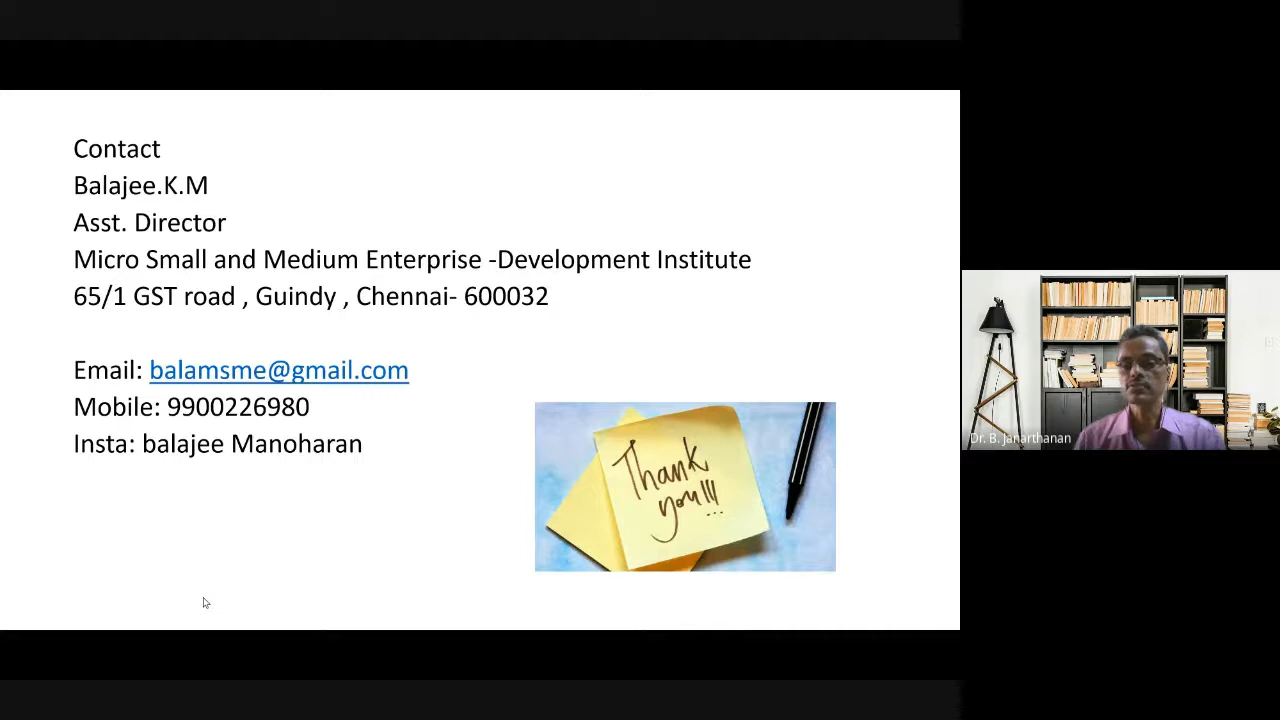 Contact
Balajee.K.M
Asst. Director
Micro Small and Medium Enterprise -Development Institute
65/1 GST road , Guindy , Chennai- 600032
Email: balamsme@gmail.com
Mobile: 9900226980
Insta: balajee Manoharan
Thank
you!!!
Dr. B. Janarthanan